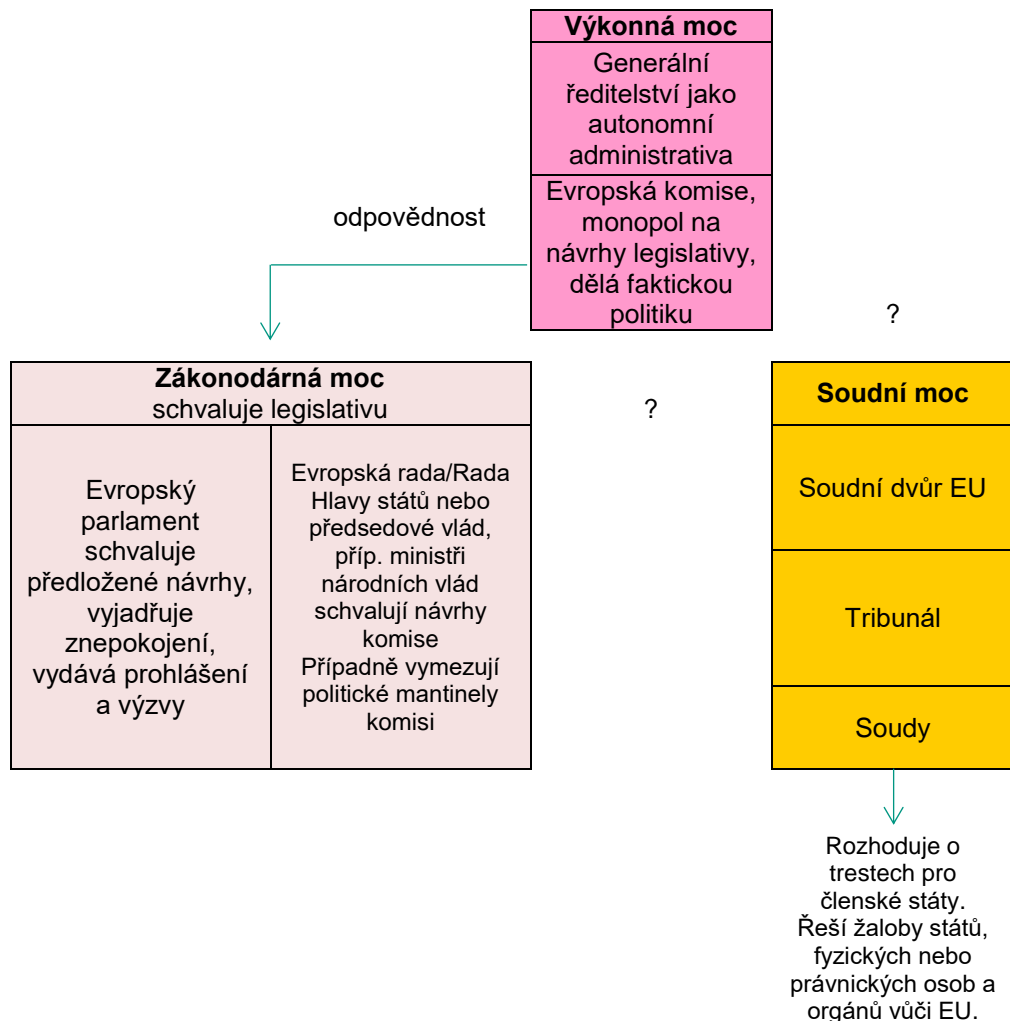 Výkonná moc
Generální
ředitelství jako
autonomní
administrativa
Evropská komise,
monopol na
návrhy legislativy,
dělá faktickou
politiku
odpovědnost
?
Zákonodárná moc
schvaluje legislativu
?
Evropský
parlament
schvaluje
předložené návrhy,
vyjadřuje
znepokojení,
vydává prohlášení
a výzvy
Evropská rada/Rada
Hlavy států nebo
předsedové vlád,
příp. ministři
národních vlád
schvalují návrhy
komise
Případně vymezují
politické mantinely
komisi
Soudní moc
Soudní dvůr EU
Tribunál
Soudy
Rozhoduje o
trestech pro
členské státy.
Řeší žaloby států,
fyzických nebo
právnických osob a
orgánů vůči EU.